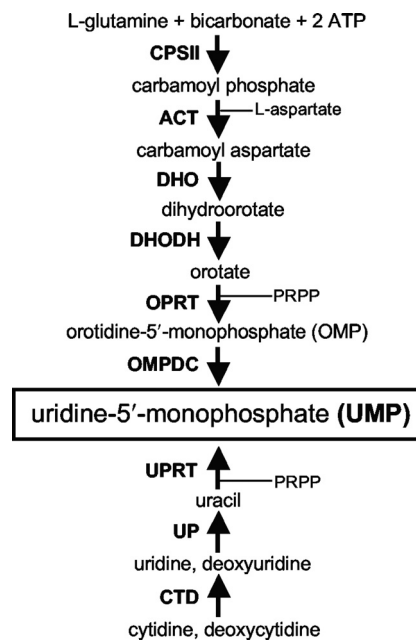 L-glutamine + bicarbonate + 2 ATP
CPSII
carbamoyl phosphate
ACT
L-aspartate
carbamoyl aspartate
DHO
dihydroorotate
DHODH
orotate
OPRT
PRPP
orotidine-5′-monophosphate (OMP)
OMPDC
uridine-5′-monophosphate (UMP)
UPRT
PRPP
uracil
UP
uridine, deoxyuridine
CTD
cytidine, deoxycytidine